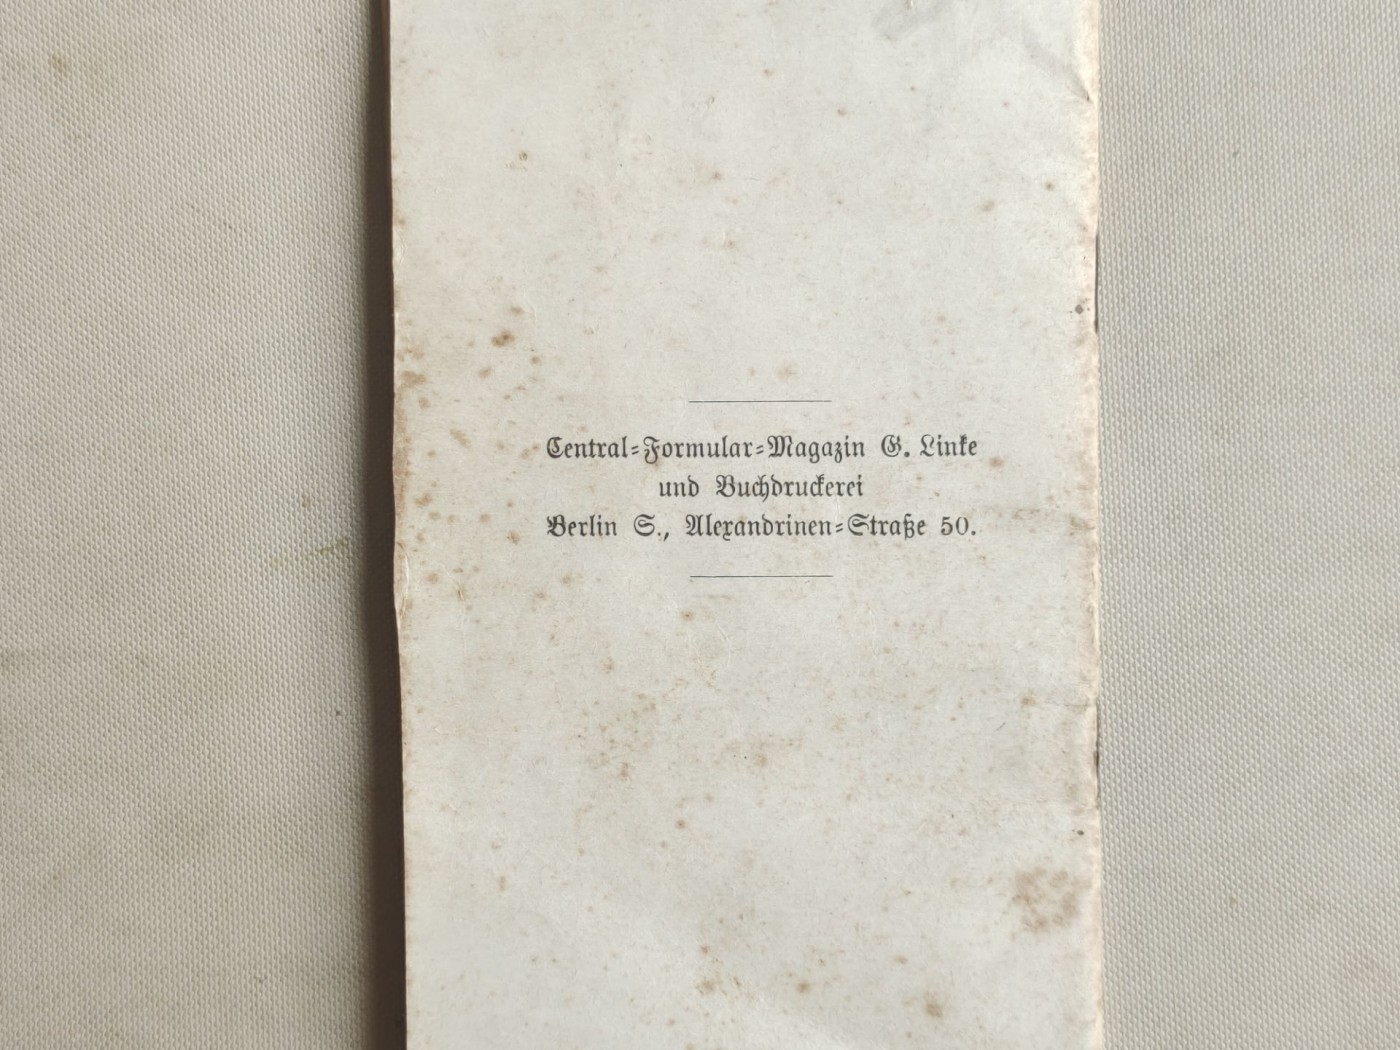 Central=Formular=Magazin G. Linke
und Buchdruckerei
Berlin S., Alexandrinen=Straße 50.